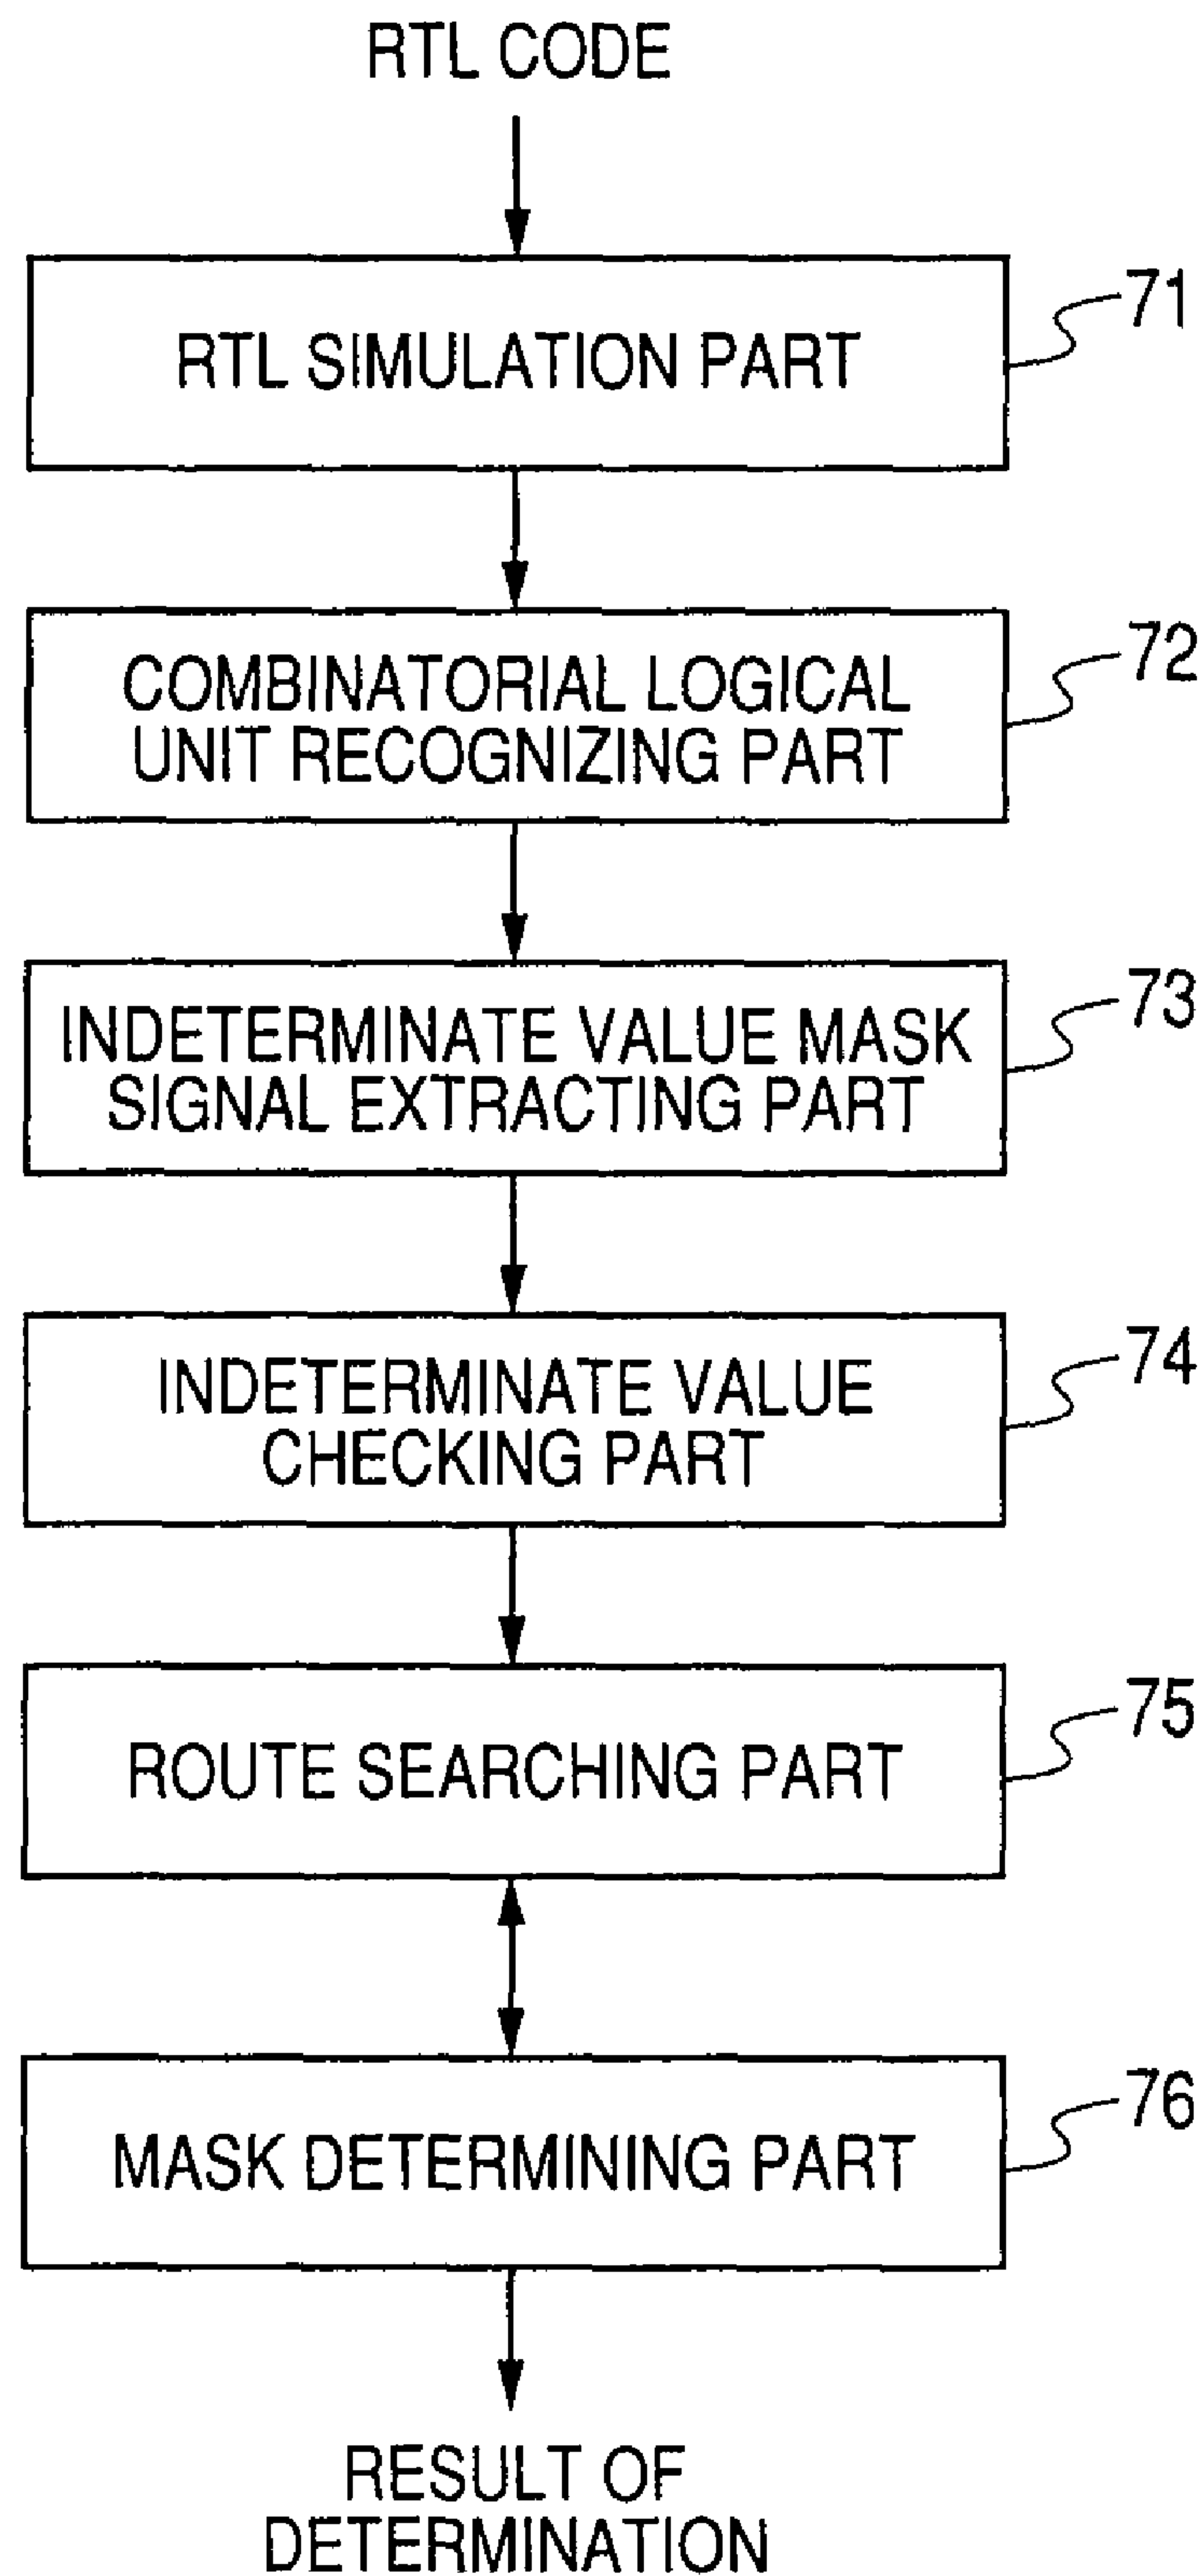 RTL CODE
RTL SIMULATION PART
71
COMBINATORIAL LOGICAL
UNIT RECOGNIZING PART
72
INDETERMINATE VALUE MASK
SIGNAL EXTRACTING PART
73
INDETERMINATE VALUE
CHECKING PART
74
ROUTE SEARCHING PART
75
MASK DETERMINING PART
76
RESULT OF
DETERMINATION